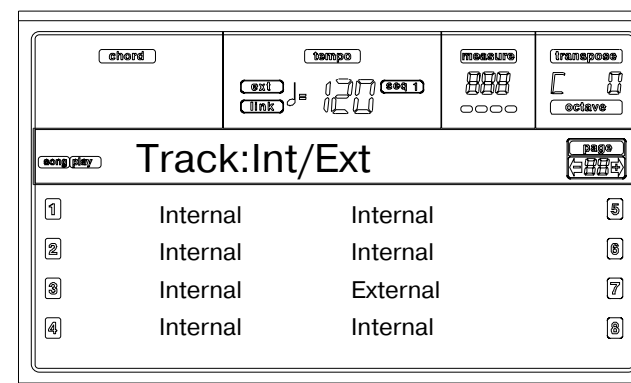 chord tempo measure transpose
ext ♩= 120 seq 1 888 C 0
link octave
song play Track:Int/Ext page
88
1 Internal Internal 5
2 Internal Internal 6
3 Internal External 7
4 Internal Internal 8